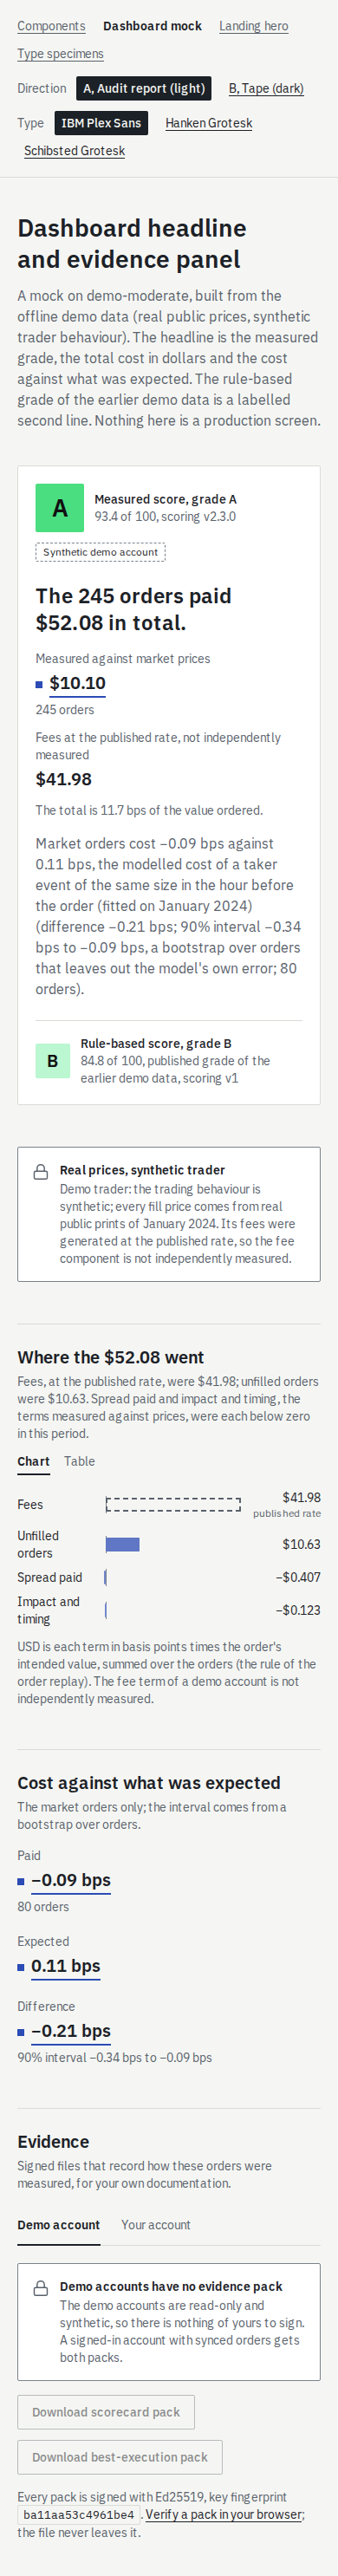 Components Dashboard mock Landing hero
Type specimens
Direction A, Audit report (light) B, Tape (dark)
Type IBM Plex Sans Hanken Grotesk
Schibsted Grotesk
Dashboard headline
and evidence panel
A mock on demo-moderate, built from the
offline demo data (real public prices, synthetic
trader behaviour). The headline is the measured
grade, the total cost in dollars and the cost
against what was expected. The rule-based
grade of the earlier demo data is a labelled
second line. Nothing here is a production screen.
A
Measured score, grade A
93.4 of 100, scoring v2.3.0
Synthetic demo account
The 245 orders paid
$52.08 in total.
Measured against market prices
$10.10
245 orders
Fees at the published rate, not independently
measured
$41.98
The total is 11.7 bps of the value ordered.
Market orders cost −0.09 bps against
0.11 bps, the modelled cost of a taker
event of the same size in the hour before
the order (fitted on January 2024)
(difference −0.21 bps; 90% interval −0.34
bps to −0.09 bps, a bootstrap over orders
that leaves out the model's own error; 80
orders).
B
Rule-based score, grade B
84.8 of 100, published grade of the
earlier demo data, scoring v1
Real prices, synthetic trader
Demo trader: the trading behaviour is
synthetic; every fill price comes from real
public prints of January 2024. Its fees were
generated at the published rate, so the fee
component is not independently measured.
Where the $52.08 went
Fees, at the published rate, were $41.98; unfilled orders
were $10.63. Spread paid and impact and timing, the
terms measured against prices, were each below zero
in this period.
Chart Table
Fees $41.98
published rate
Unfilled
orders $10.63
Spread paid −$0.407
Impact and
timing −$0.123
USD is each term in basis points times the order's
intended value, summed over the orders (the rule of the
order replay). The fee term of a demo account is not
independently measured.
Cost against what was expected
The market orders only; the interval comes from a
bootstrap over orders.
Paid
−0.09 bps
80 orders
Expected
0.11 bps
Difference
−0.21 bps
90% interval −0.34 bps to −0.09 bps
Evidence
Signed files that record how these orders were
measured, for your own documentation.
Demo account Your account
Demo accounts have no evidence pack
The demo accounts are read-only and
synthetic, so there is nothing of yours to sign.
A signed-in account with synced orders gets
both packs.
Download scorecard pack
Download best-execution pack
Every pack is signed with Ed25519, key fingerprint
ba11aa53c4961be4. Verify a pack in your browser;
the file never leaves it.